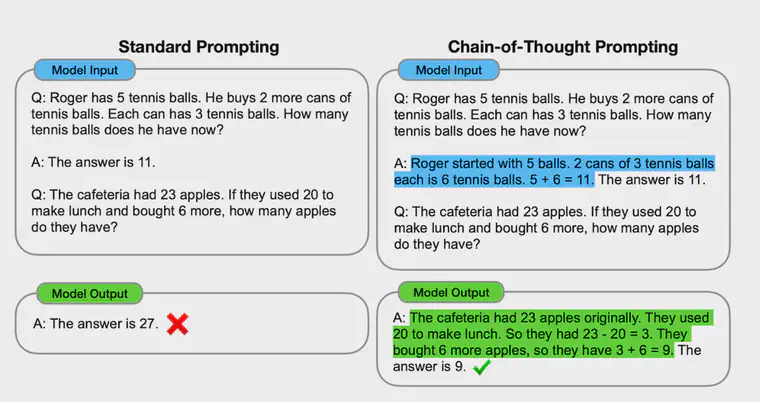 Standard Prompting
Model Input
Q: Roger has 5 tennis balls. He buys 2 more cans of
tennis balls. Each can has 3 tennis balls. How many
tennis balls does he have now?
A: The answer is 11.
Q: The cafeteria had 23 apples. If they used 20 to
make lunch and bought 6 more, how many apples
do they have?
Model Output
A: The answer is 27.
Chain-of-Thought Prompting
Model Input
Q: Roger has 5 tennis balls. He buys 2 more cans of
tennis balls. Each can has 3 tennis balls. How many
tennis balls does he have now?
A: Roger started with 5 balls. 2 cans of 3 tennis balls
each is 6 tennis balls. 5 + 6 = 11. The answer is 11.
Q: The cafeteria had 23 apples. If they used 20 to
make lunch and bought 6 more, how many apples
do they have?
Model Output
A: The cafeteria had 23 apples originally. They used
20 to make lunch. So they had 23 - 20 = 3. They
bought 6 more apples, so they have 3 + 6 = 9. The
answer is 9.